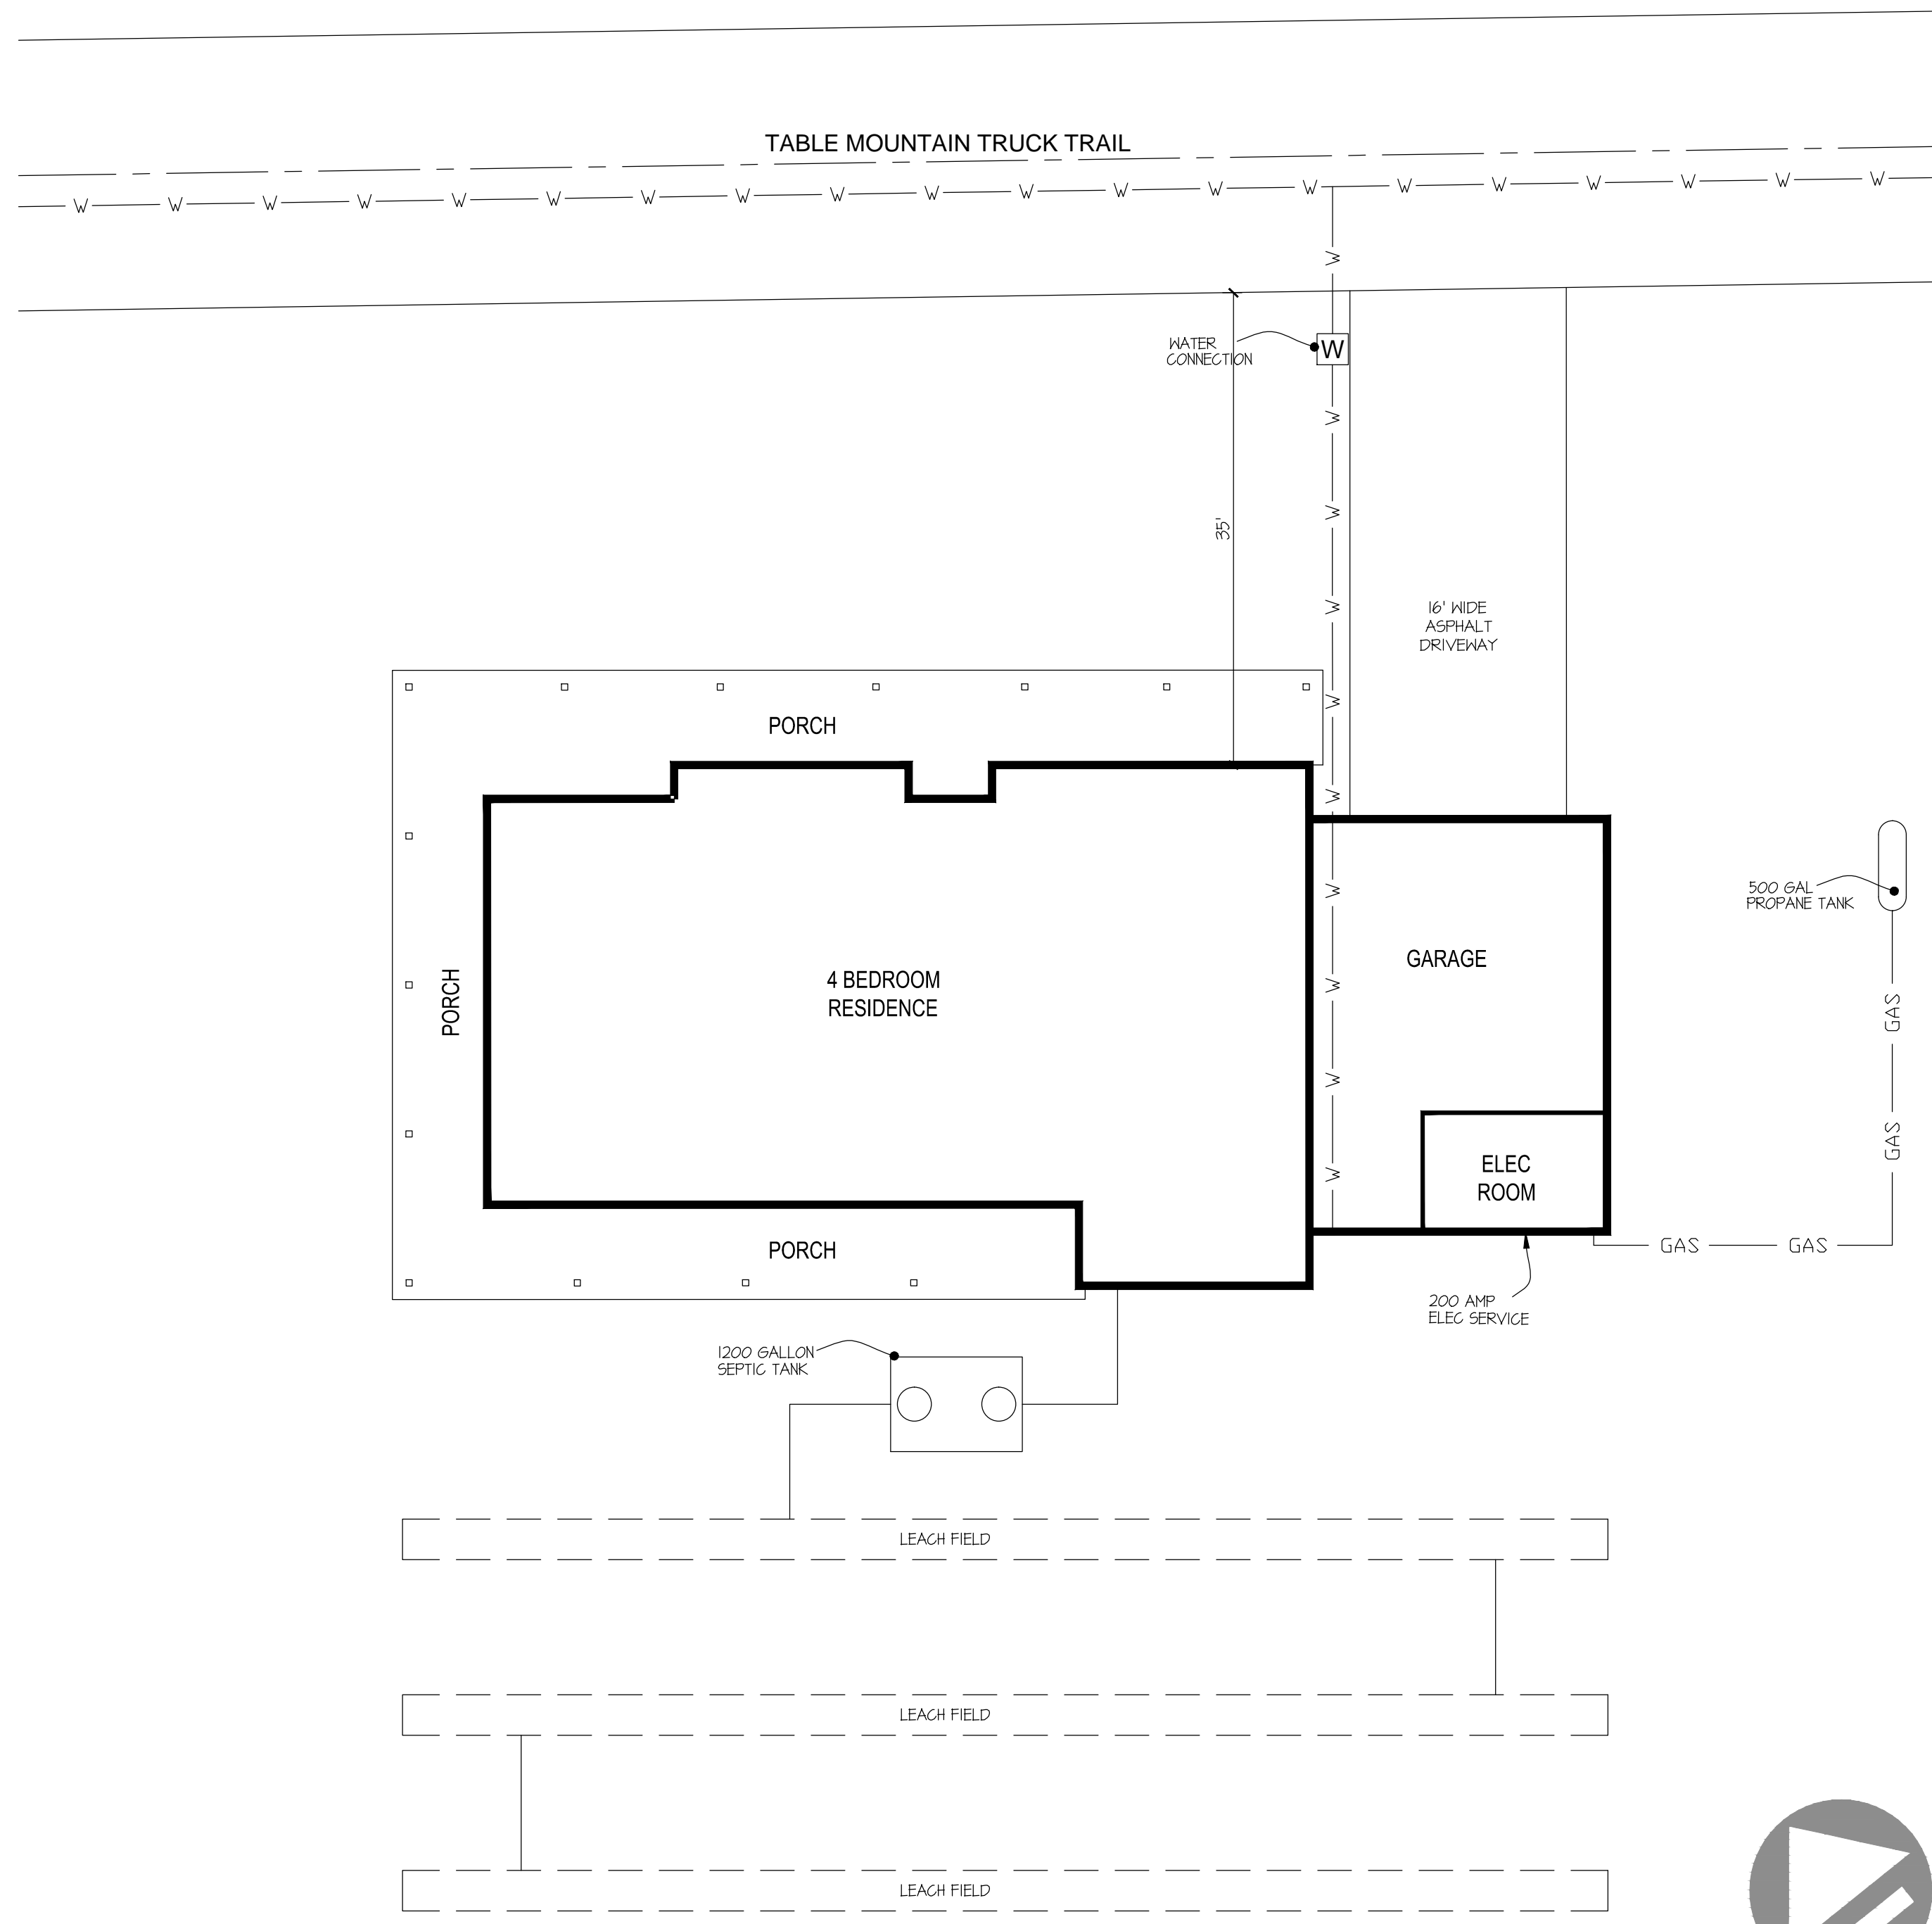 TABLE MOUNTAIN TRUCK TRAIL
W W W W W W W W W W W W W W W W W W W W
W
WATER
CONNECTION
W
W
W
35'
W
16' WIDE
ASPHALT
DRIVEWAY
W
PORCH
W
W
500 GAL
PROPANE TANK
GARAGE
4 BEDROOM
RESIDENCE
PORCH
W
GAS
W
GAS
ELEC
ROOM
W
PORCH
GAS GAS
200 AMP
ELEC SERVICE
1200 GALLON
SEPTIC TANK
LEACH FIELD
LEACH FIELD
LEACH FIELD